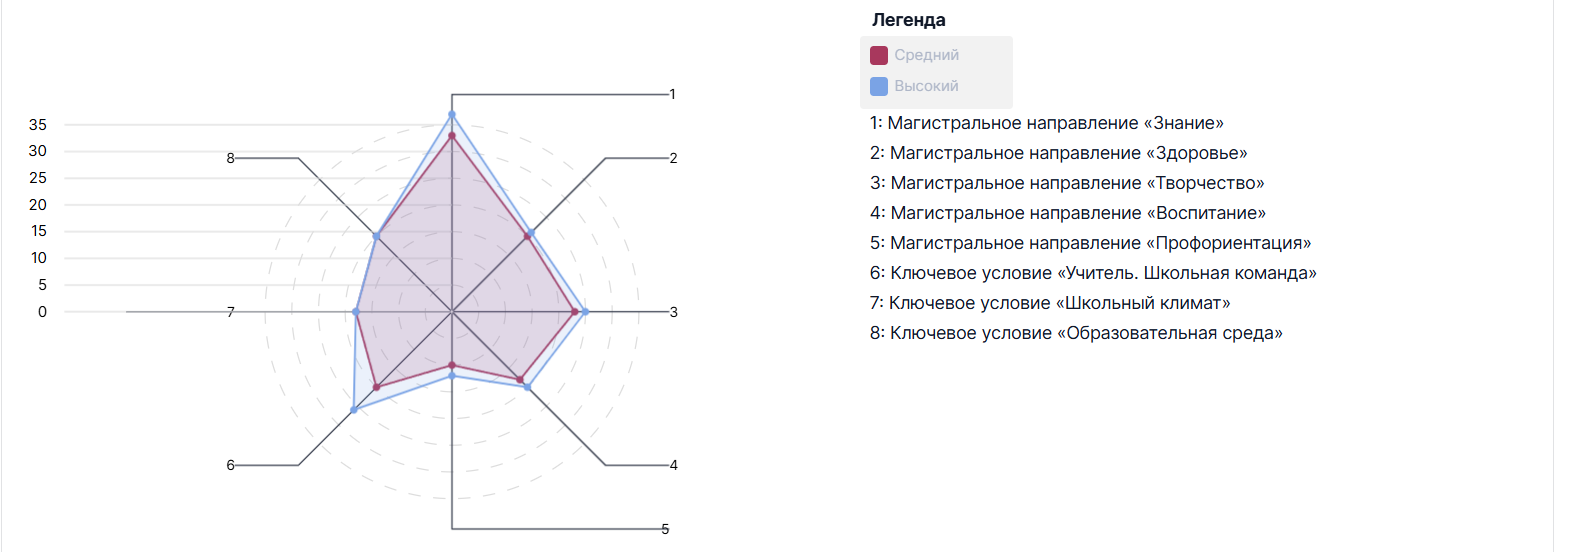 Легенда
Средний
Высокий
1: Магистральное направление «Знание»
2: Магистральное направление «Здоровье»
3: Магистральное направление «Творчество»
4: Магистральное направление «Воспитание»
5: Магистральное направление «Профориентация»
6: Ключевое условие «Учитель. Школьная команда»
7: Ключевое условие «Школьный климат»
8: Ключевое условие «Образовательная среда»
35
30
25
20
15
10
5
0
1
2
3
4
5
6
7
8